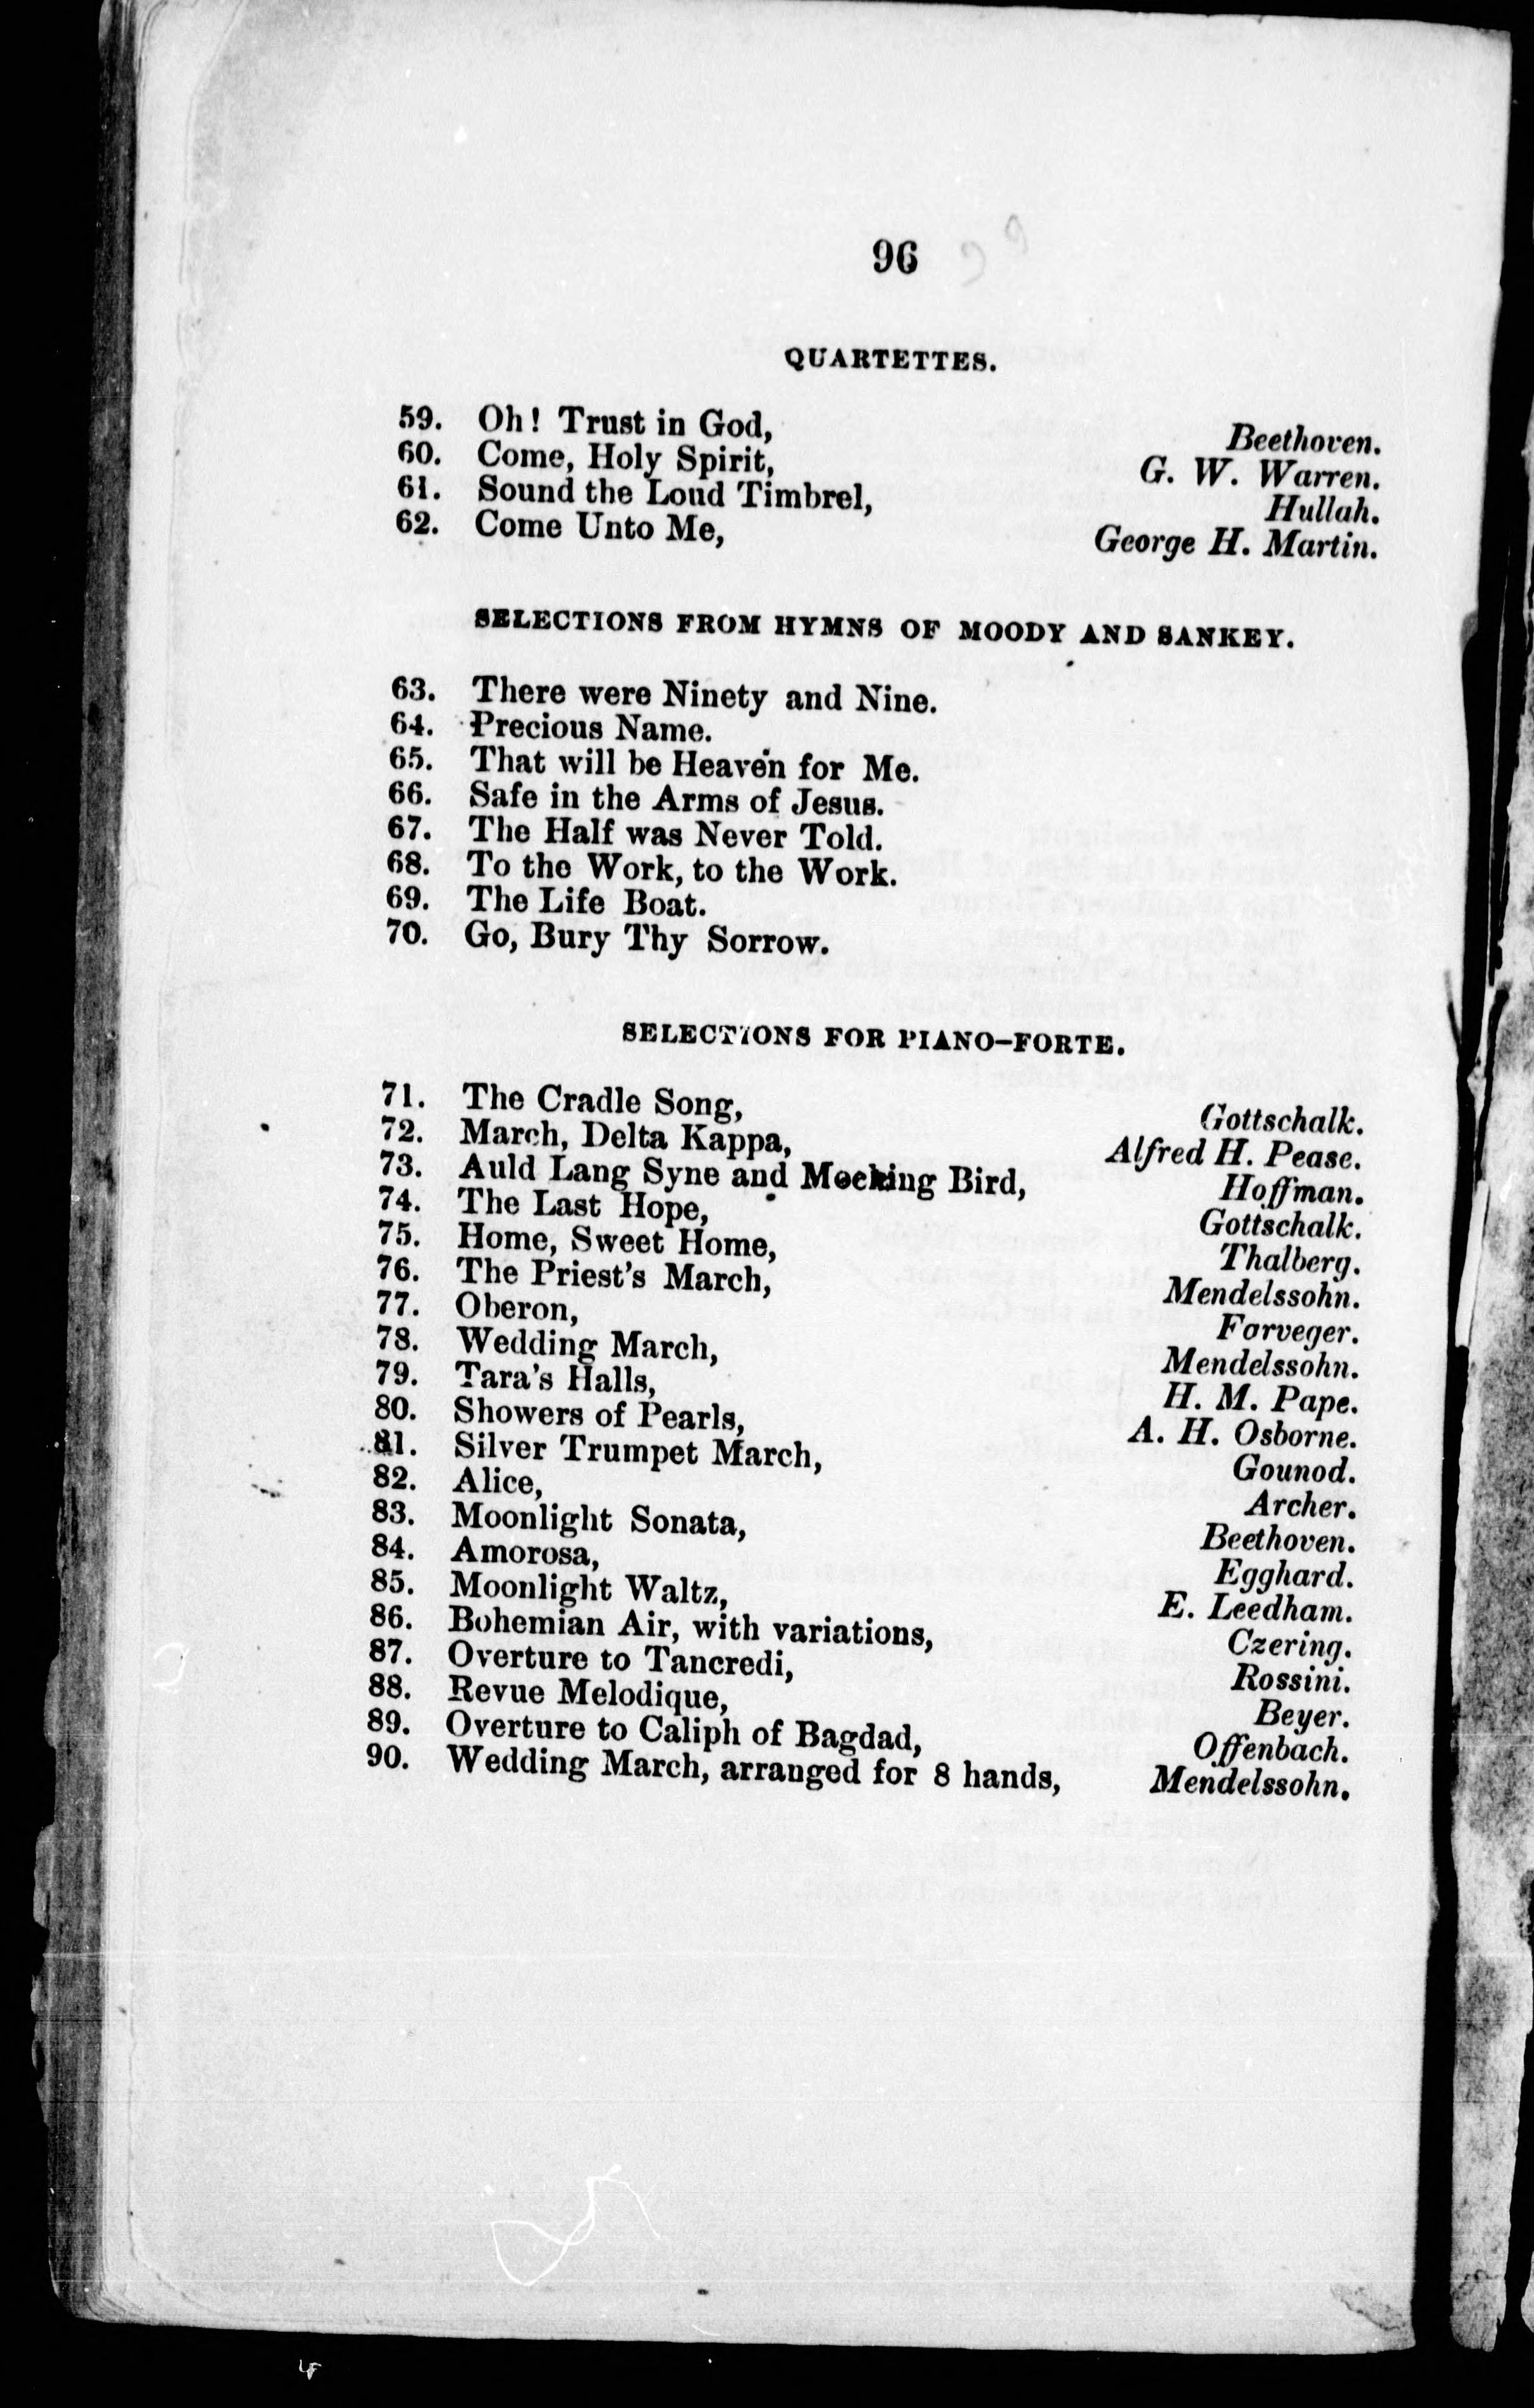 96
QUARTETTES.
59. Oh! Trust in God, Beethoven.
60. Come, Holy Spirit, G. W. Warren.
61. Sound the Loud Timbrel, Hullah.
62. Come Unto Me, George H. Martin.
SELECTIONS FROM HYMNS OF MOODY AND SANKEY.
63. There were Ninety and Nine.
64. Precious Name.
65. That will be Heaven for Me.
66. Safe in the Arms of Jesus.
67. The Half was Never Told.
68. To the Work, to the Work.
69. The Life Boat.
70. Go, Bury Thy Sorrow.
SELECTIONS FOR PIANO-FORTE.
71. The Cradle Song, Gottschalk.
72. March, Delta Kappa, Alfred H. Pease.
73. Auld Lang Syne and Mocking Bird, Hoffman.
74. The Last Hope, Gottschalk.
75. Home, Sweet Home, Thalberg.
76. The Priest's March, Mendelssohn.
77. Oberon, Farveger.
78. Wedding March, Mendelssohn.
79. Tara's Halls, H. M. Pape.
80. Showers of Pearls, A. H. Osborne.
81. Silver Trumpet March, Gounod.
82. Alice, Archer.
83. Moonlight Sonata, Beethoven.
84. Amorosa, Egghard.
85. Moonlight Waltz, E. Leedham.
86. Bohemian Air, with variations, Czering.
87. Overture to Tancredi, Rossini.
88. Revue Melodique, Beyer.
89. Overture to Caliph of Bagdad, Offenbach.
90. Wedding March, arranged for 8 hands, Mendelssohn.